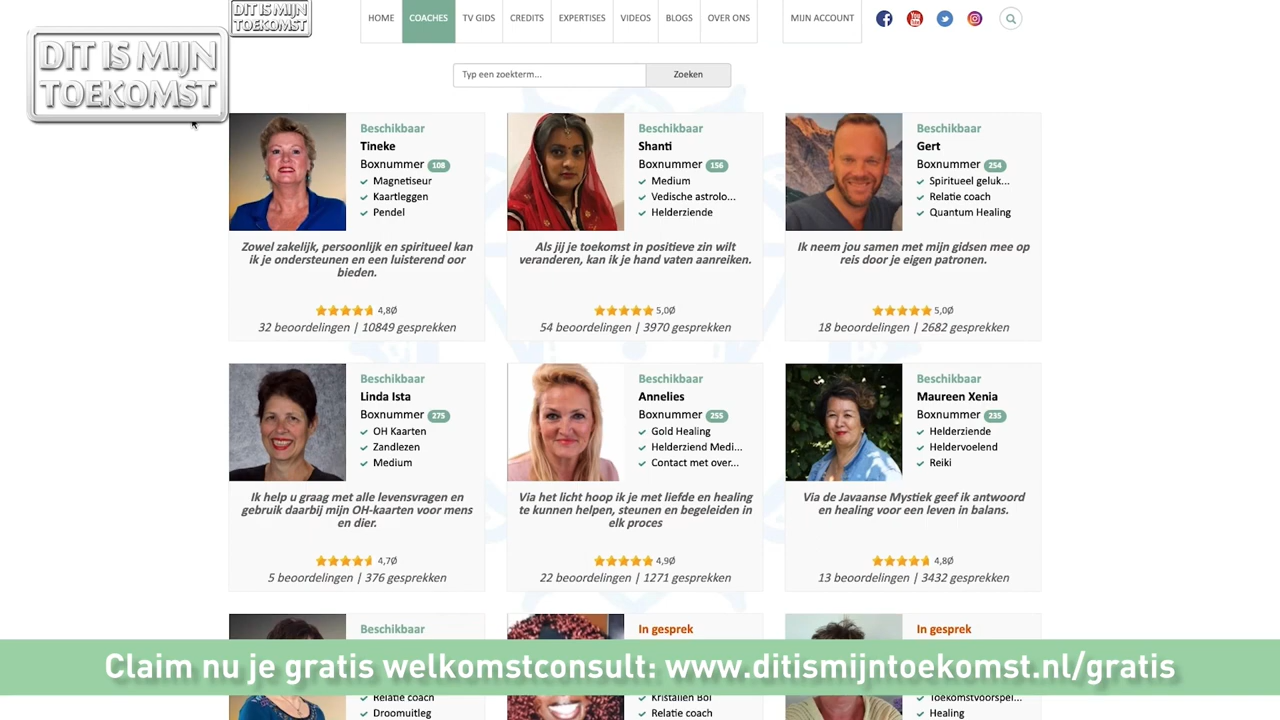 DIT IS MIJN
TOEKOMST
DIT IS MIJN
TOEKOMST
HOME COACHES TV GIDS CREDITS EXPERTISES VIDEOS BLOGS OVER ONS MIJN ACCOUNT
Typ een zoekterm... Zoeken
Beschikbaar
Tineke
Boxnummer 108
Magnetiseur
Kaartleggen
Pendel
Zowel zakelijk, persoonlijk en spiritueel kan
ik je ondersteunen en een luisterend oor
bieden.
4,8Ø
32 beoordelingen | 10849 gesprekken
Beschikbaar
Shanti
Boxnummer 156
Medium
Vedische astrolo...
Helderziende
Als jij je toekomst in positieve zin wilt
veranderen, kan ik je hand vaten aanreiken.
5,0Ø
54 beoordelingen | 3970 gesprekken
Beschikbaar
Gert
Boxnummer 254
Spiritueel geluk...
Relatie coach
Quantum Healing
Ik neem jou samen met mijn gidsen mee op
reis door je eigen patronen.
5,0Ø
18 beoordelingen | 2682 gesprekken
Beschikbaar
Linda Ista
Boxnummer 275
OH Kaarten
Zandlezen
Medium
Ik help u graag met alle levensvragen en
gebruik daarbij mijn OH-kaarten voor mens
en dier.
4,7Ø
5 beoordelingen | 376 gesprekken
Beschikbaar
Annelies
Boxnummer 255
Gold Healing
Helderziend Medi...
Contact met over...
Via het licht hoop ik je met liefde en healing
te kunnen helpen, steunen en begeleiden in
elk proces
4,9Ø
22 beoordelingen | 1271 gesprekken
Beschikbaar
Maureen Xenia
Boxnummer 235
Helderziende
Heldervoelend
Reiki
Via de Javaanse Mystiek geef ik antwoord
en healing voor een leven in balans.
4,8Ø
13 beoordelingen | 3432 gesprekken
Beschikbaar
In gesprek
In gesprek
Claim nu je gratis welkomstconsult: www.ditismijntoekomst.nl/gratis
Relatie coach
Droomuitleg
Kristallen Bol
Relatie coach
Toekomstvoorspel...
Healing